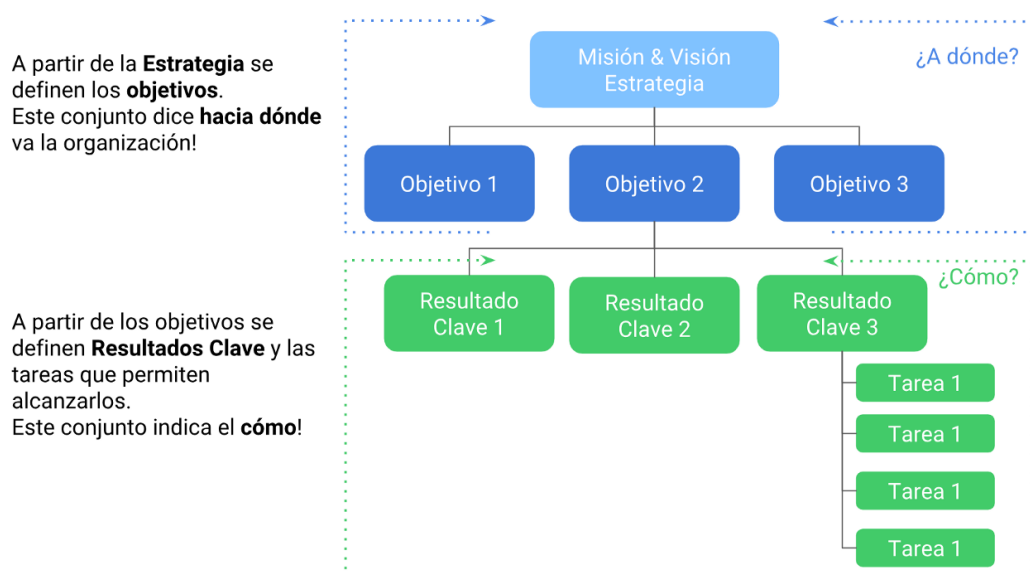 A partir de la Estrategia se
definen los objetivos.
Este conjunto dice hacia dónde
va la organización!
Misión & Visión
Estrategia
¿A dónde?
Objetivo 1
Objetivo 2
Objetivo 3
A partir de los objetivos se
definen Resultados Clave y las
tareas que permiten
alcanzarlos.
Este conjunto indica el cómo!
¿Cómo?
Resultado
Clave 1
Resultado
Clave 2
Resultado
Clave 3
Tarea 1
Tarea 1
Tarea 1
Tarea 1